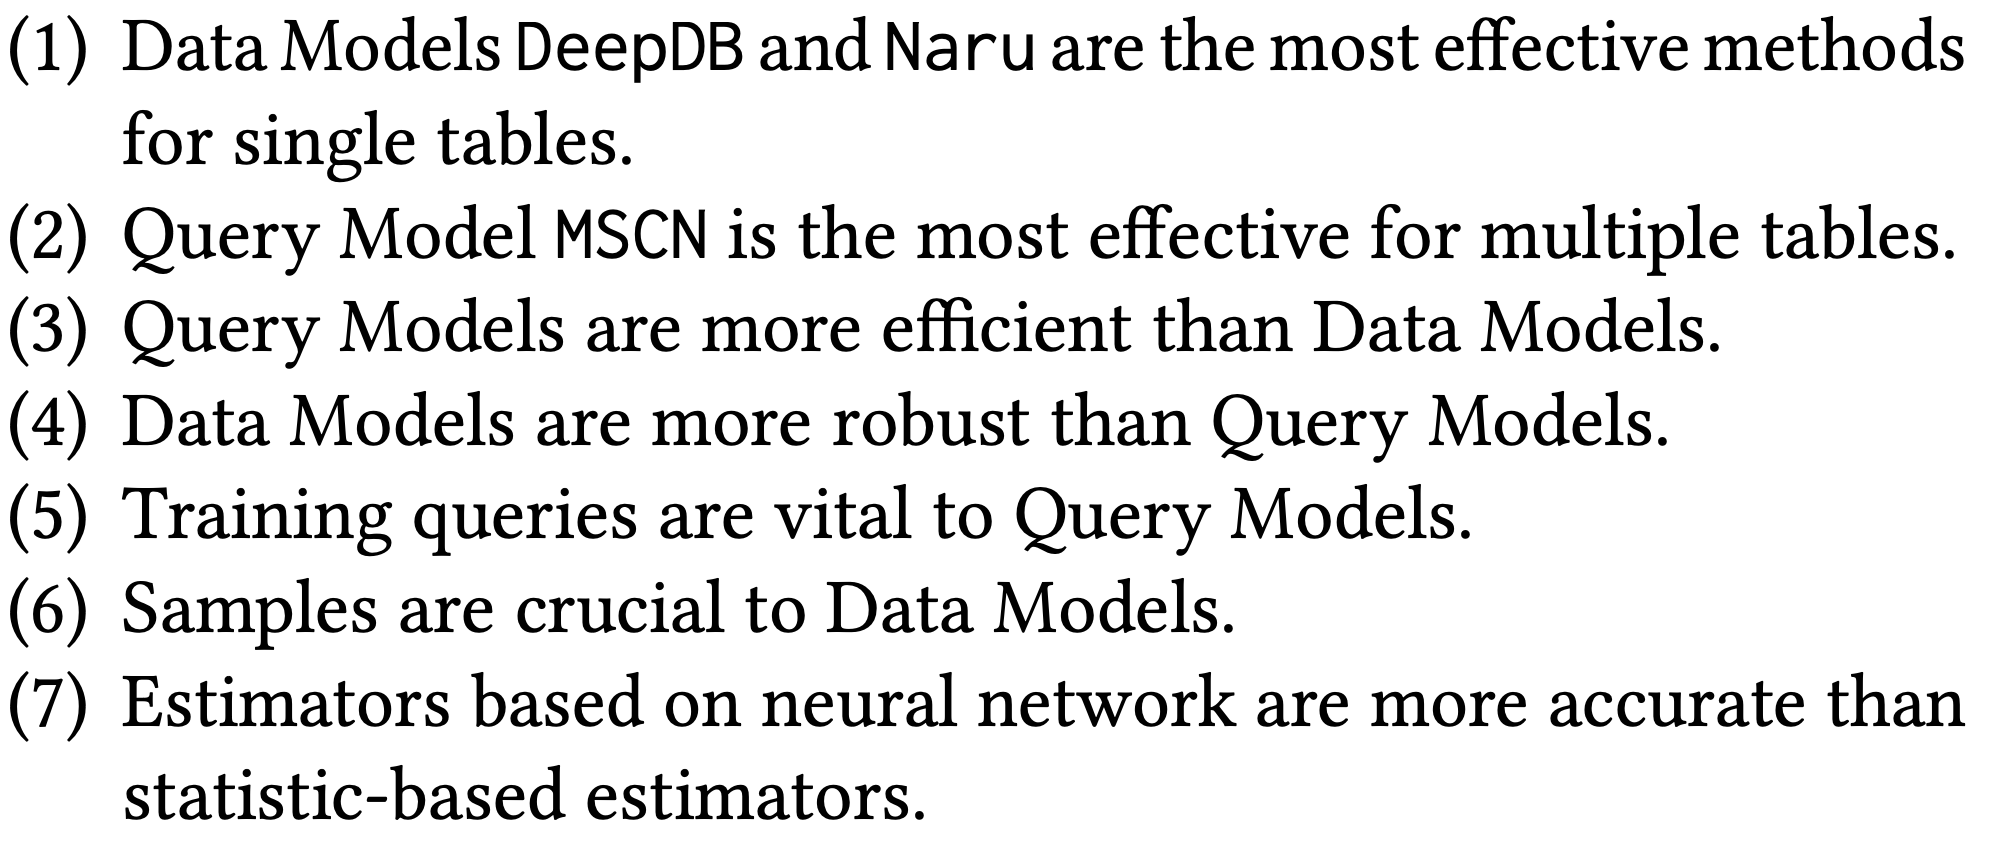 (1) Data Models DeepDB and Naru are the most effective methods
for single tables.
(2) Query Model MSCN is the most effective for multiple tables.
(3) Query Models are more efficient than Data Models.
(4) Data Models are more robust than Query Models.
(5) Training queries are vital to Query Models.
(6) Samples are crucial to Data Models.
(7) Estimators based on neural network are more accurate than
statistic-based estimators.